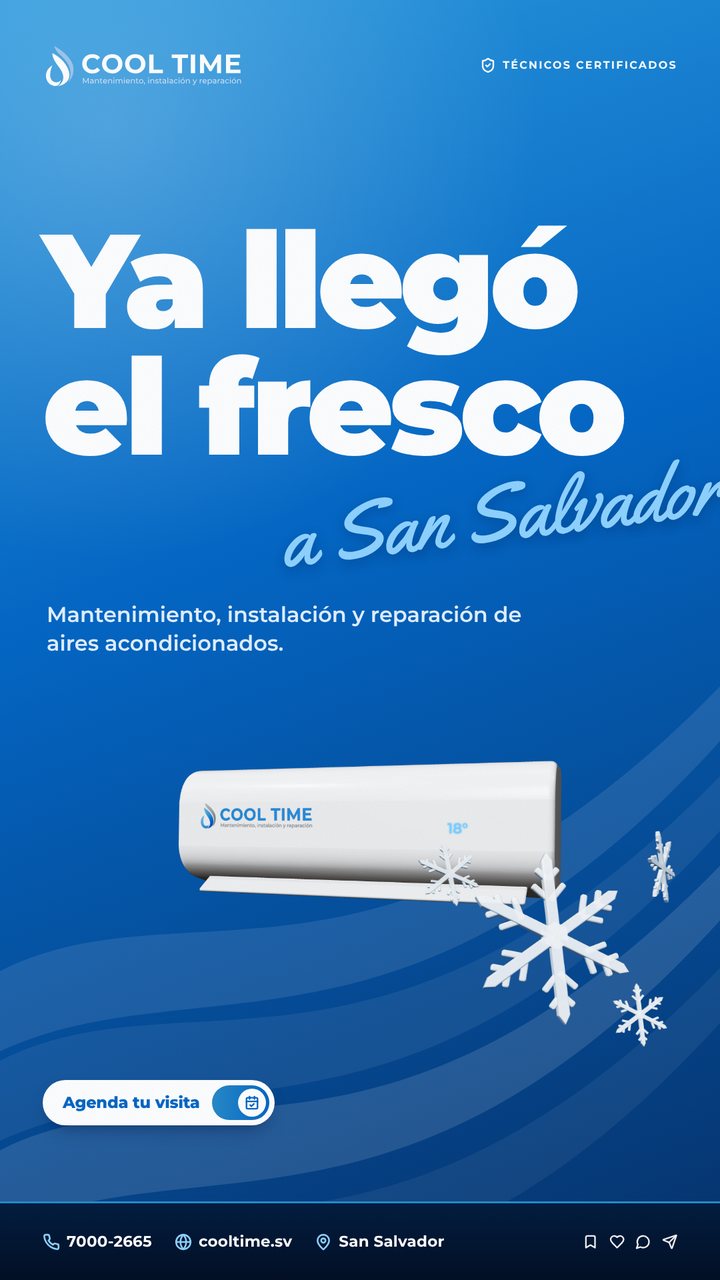 COOL TIME
Mantenimiento, instalación y reparación
TÉCNICOS CERTIFICADOS
Ya llegó
el fresco
a San Salvador
Mantenimiento, instalación y reparación de
aires acondicionados.
COOL TIME
Mantenimiento, instalación y reparación
18°
Agenda tu visita
7000-2665
cooltime.sv
San Salvador